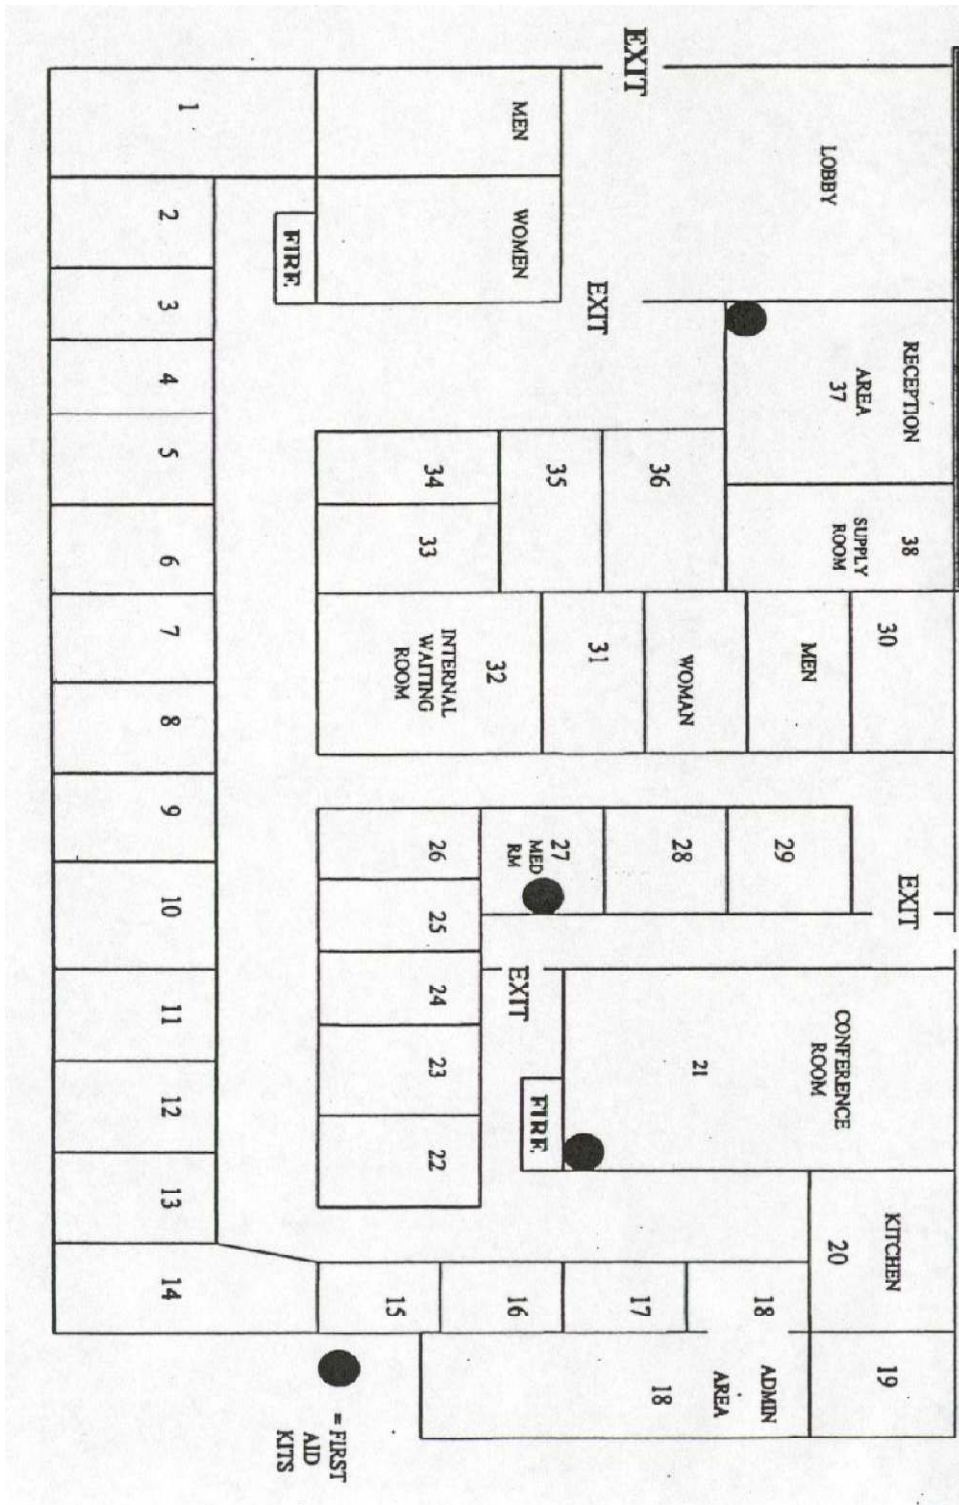 LOBBY
RECEPTION
AREA
37
38
SUPPLY
ROOM
30
MEN
WOMAN
31
32
INTERNAL
WAITING
ROOM
EXIT
EXIT
EXIT
29
28
27
MED
RM
EXIT
CONFERENCE
ROOM
21
FIRE
KITCHEN
20
19
18
ADMIN
AREA
18
17
16
15
MEN
WOMEN
FIRE
36
35
34
33
26
25
24
23
22
1
2
3
4
5
6
7
8
9
10
11
12
13
14
= FIRST
AID
KITS